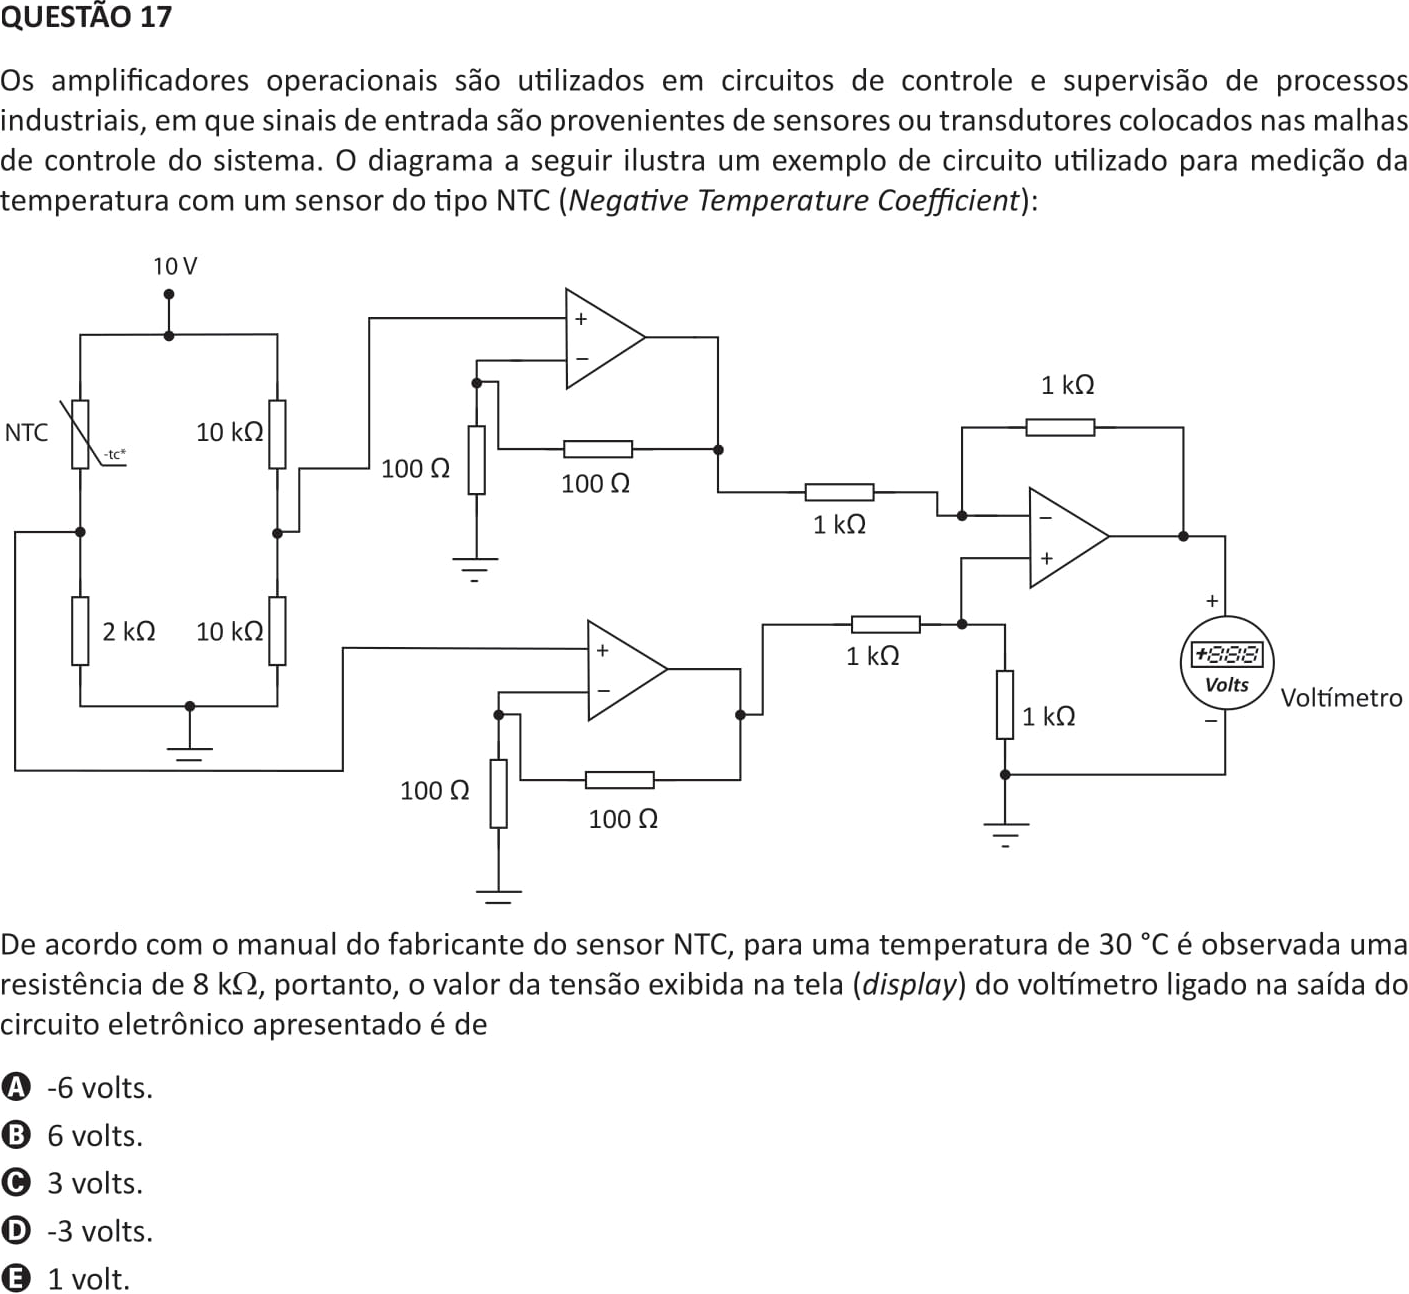 QUESTÃO 17
Os amplificadores operacionais são utilizados em circuitos de controle e supervisão de processos
industriais, em que sinais de entrada são provenientes de sensores ou transdutores colocados nas malhas
de controle do sistema. O diagrama a seguir ilustra um exemplo de circuito utilizado para medição da
temperatura com um sensor do tipo NTC (Negative Temperature Coefficient):
10 V
+
−
1 kΩ
NTC
-tc*
10 kΩ
100 Ω
100 Ω
1 kΩ
−
+
+
2 kΩ
10 kΩ
+
−
1 kΩ
+888
Volts
Voltímetro
−
1 kΩ
100 Ω
100 Ω
De acordo com o manual do fabricante do sensor NTC, para uma temperatura de 30 °C é observada uma
resistência de 8 kΩ, portanto, o valor da tensão exibida na tela (display) do voltímetro ligado na saída do
circuito eletrônico apresentado é de
A -6 volts.
B 6 volts.
C 3 volts.
D -3 volts.
E 1 volt.